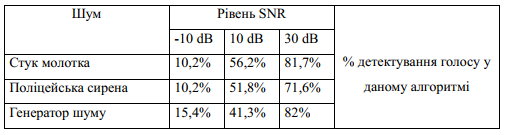 Шум Рівень SNR
-10 dB 10 dB 30 dB
Стук молотка 10,2% 56,2% 81,7% % детектування голосу у
Поліцейська сирена 10,2% 51,8% 71,6% даному алгоритмі
Генератор шуму 15,4% 41,3% 82%